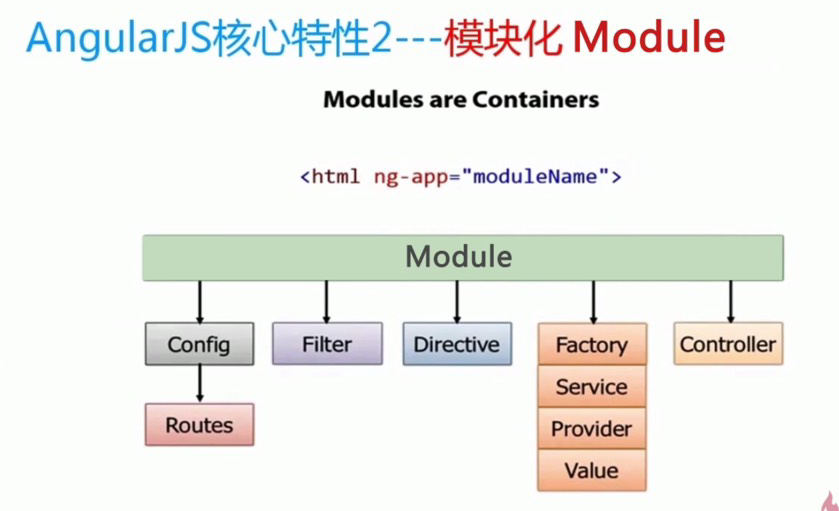 AngularJS核心特性2---模块化 Module
Modules are Containers
<html ng-app="moduleName">
Module
Config
Filter
Directive
Factory
Controller
Service
Routes
Provider
Value